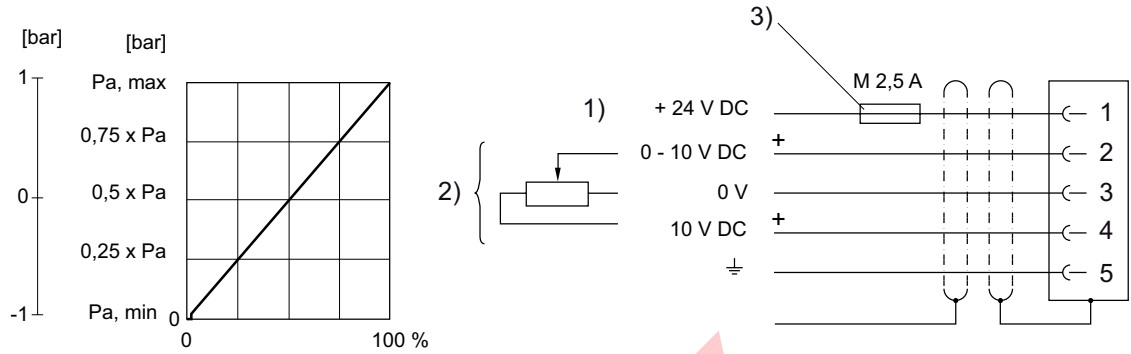 [bar]
[bar]
1
0
-1
Pa, max
0,75 x Pa
0,5 x Pa
0,25 x Pa
Pa, min
0
0
100 %
3)
M 2,5 A
1)
+ 24 V DC
1
2)
0 - 10 V DC
+
2
0 V
3
10 V DC
+
4
5